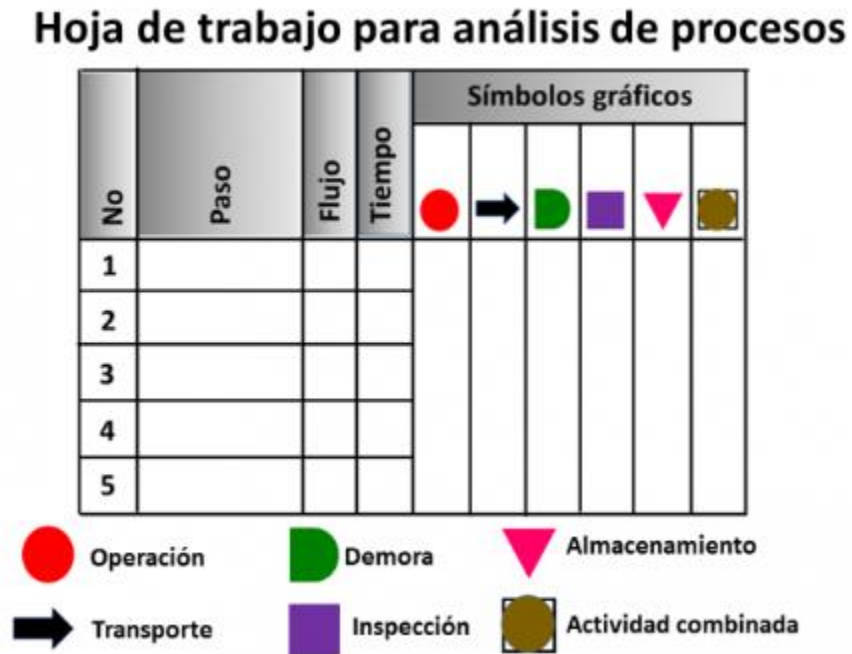 Hoja de trabajo para análisis de procesos
No
Paso
Flujo
Tiempo
Símbolos gráficos
1
2
3
4
5
Operación
Demora
Almacenamiento
Transporte
Inspección
Actividad combinada